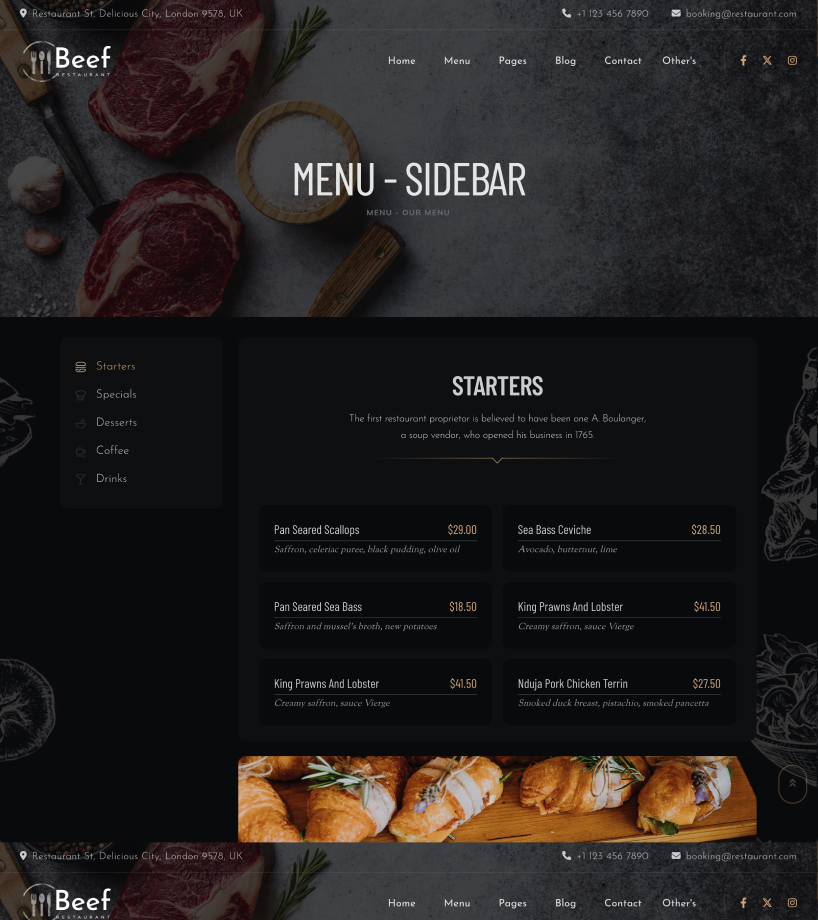 Restaurant St, Delicious City, London 9578, UK
+1 123 456 7890
booking@restaurant.com
Beef
RESTAURANT
Home Menu Pages Blog Contact Other's
MENU - SIDEBAR
MENU - OUR MENU
Starters
Specials
Desserts
Coffee
Drinks
STARTERS
The first restaurant proprietor is believed to have been one A. Boulanger,
a soup vendor, who opened his business in 1765.
Pan Seared Scallops $29.00
Saffron, celeriac puree, black pudding, olive oil
Sea Bass Ceviche $28.50
Avocado, butternut, lime
Pan Seared Sea Bass $18.50
Saffron and mussel's broth, new potatoes
King Prawns And Lobster $41.50
Creamy saffron, sauce Vierge
King Prawns And Lobster $41.50
Creamy saffron, sauce Vierge
Nduja Pork Chicken Terrin $27.50
Smoked duck breast, pistachio, smoked pancetta
Restaurant St, Delicious City, London 9578, UK
+1 123 456 7890
booking@restaurant.com
Beef
RESTAURANT
Home Menu Pages Blog Contact Other's